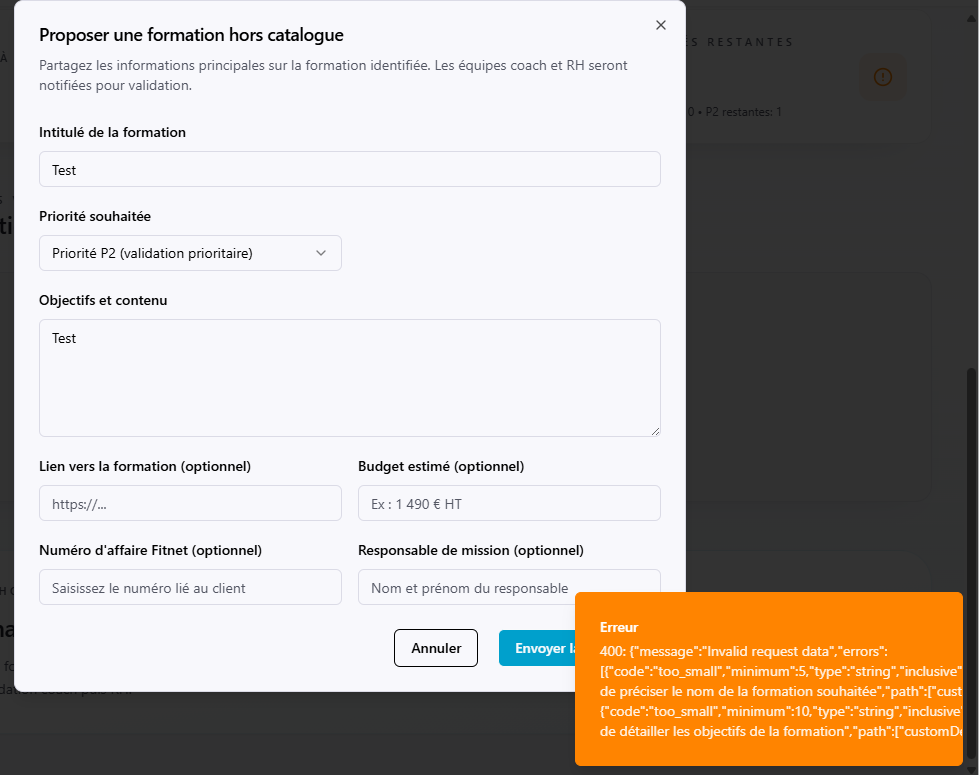 Proposer une formation hors catalogue
Partagez les informations principales sur la formation identifiée. Les équipes coach et RH seront
notifiées pour validation.
RESTANTES
0 • P2 restantes: 1
Intitulé de la formation
Test
Priorité souhaitée
Priorité P2 (validation prioritaire)
Objectifs et contenu
Test
Lien vers la formation (optionnel)
Budget estimé (optionnel)
https://...
Ex : 1 490 € HT
Numéro d'affaire Fitnet (optionnel)
Responsable de mission (optionnel)
Saisissez le numéro lié au client
Nom et prénom du responsable
Annuler
Envoyer
Erreur
400: {"message":"Invalid request data","errors":
[{"code":"too_small","minimum":5,"type":"string","inclusive"
de préciser le nom de la formation souhaitée","path":["cust
{"code":"too_small","minimum":10,"type":"string","inclusive
de détailler les objectifs de la formation","path":["customD